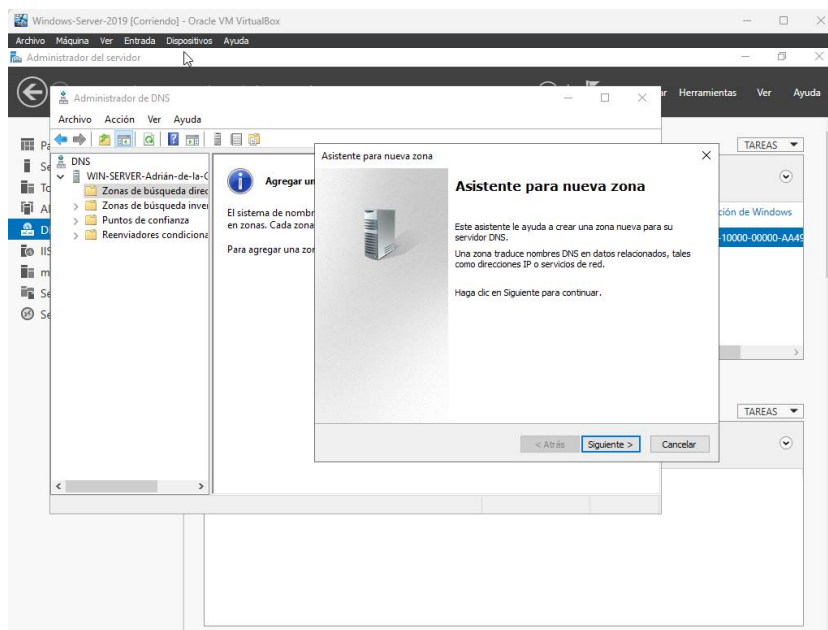 Windows-Server-2019 [Corriendo] - Oracle VM VirtualBox
Archivo Máquina Ver Entrada Dispositivos Ayuda
Administrador del servidor
Herramientas Ver Ayuda
Administrador de DNS
Archivo Acción Ver Ayuda
DNS
WIN-SERVER-Adrián-de-la-
Zonas de búsqueda direc
Zonas de búsqueda inve
Puntos de confianza
Reenviadores condiciona
Agregar un
El sistema de nombr
en zonas. Cada zona
Para agregar una zor
Asistente para nueva zona
Asistente para nueva zona
Este asistente le ayuda a crear una zona nueva para su
servidor DNS.
Una zona traduce nombres DNS en datos relacionados, tales
como direcciones IP o servicios de red.
Haga clic en Siguiente para continuar.
< Atrás Siguiente > Cancelar
TAREAS
ción de Windows
-10000-00000-AA49
TAREAS